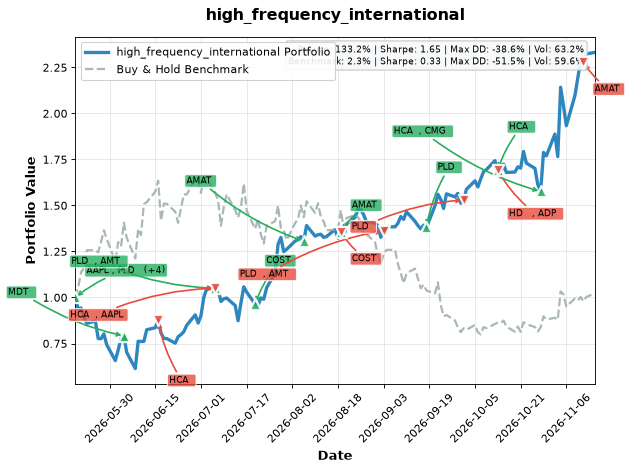 high_frequency_international
high_frequency_international Portfolio
Buy & Hold Benchmark
133.2% | Sharpe: 1.65 | Max DD: -38.6% | Vol: 63.2%
2.3% | Sharpe: 0.33 | Max DD: -51.5% | Vol: 59.6%
AMAT
HCA , CMG
HCA
PLD
AMAT
AMAT
HD , ADP
PLD
COST
COST
PLD , AMT
PLD , AMT
AAPL , PLD (+4)
MDT
HCA , AAPL
HCA
2.25
2.00
1.75
1.50
1.25
1.00
0.75
Portfolio Value
2026-05-30
2026-06-15
2026-07-01
2026-07-17
2026-08-02
2026-08-18
2026-09-03
2026-09-19
2026-10-05
2026-10-21
2026-11-06
Date